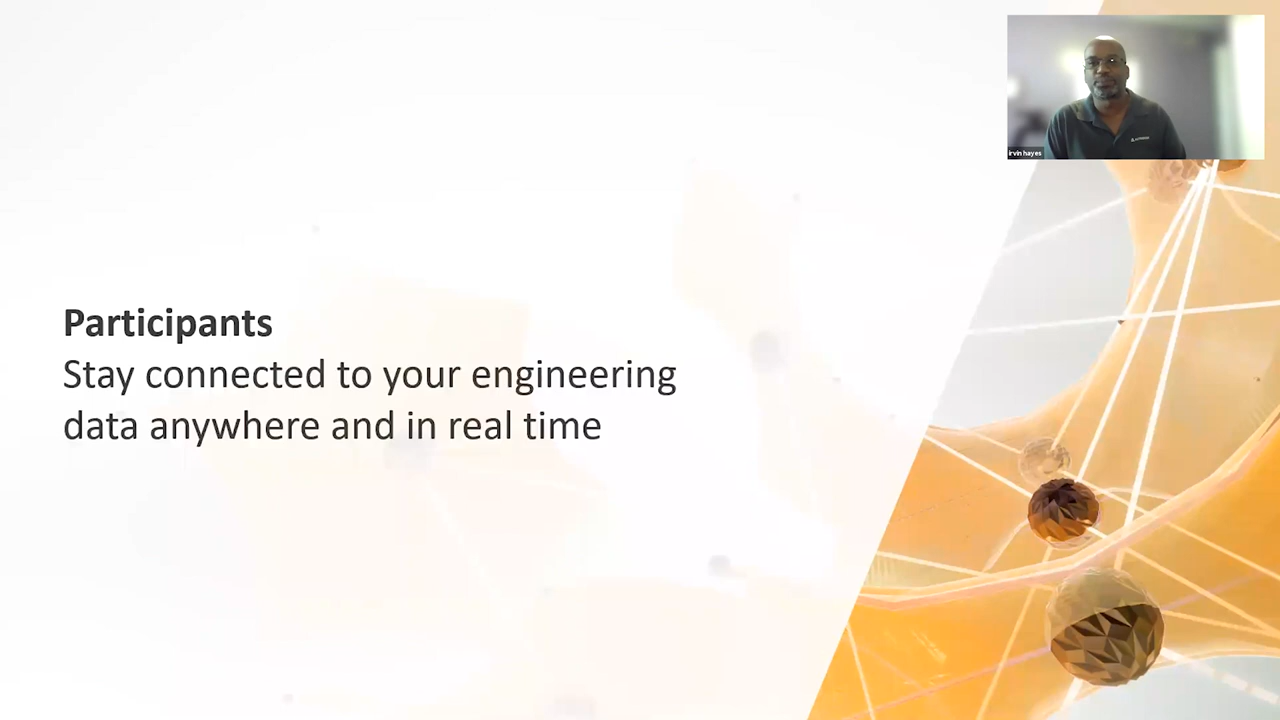 irvin hayes
Participants
Stay connected to your engineering
data anywhere and in real time